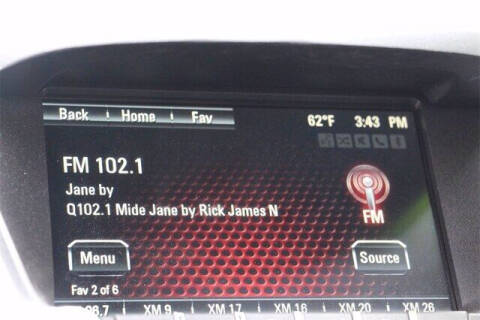 Back Home Fav
62°F 3:43 PM
FM 102.1
Jane by
Q102.1 Mide Jane by Rick James N
FM
Menu Source
Fav 2 of 6
XM 9 XM 17 XM 16 XM 20 XM 26